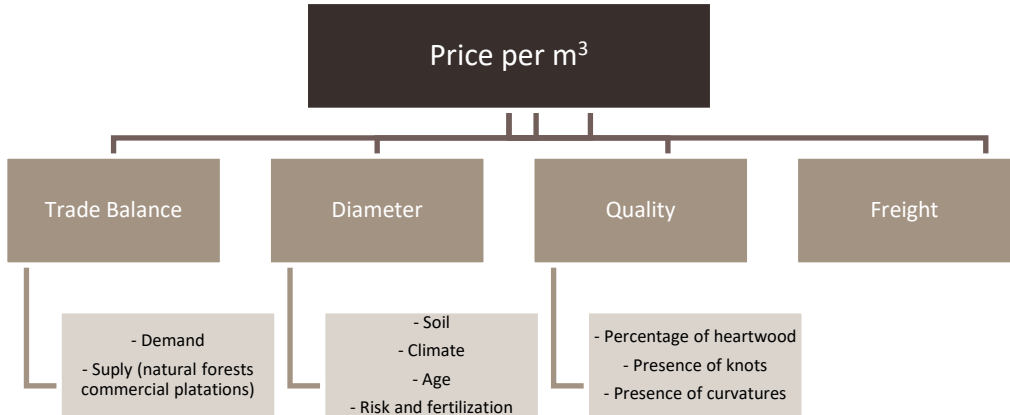 Price per m³
Trade Balance
Diameter
Quality
Freight
- Demand
- Suply (natural forests
commercial platations)
- Soil
- Climate
- Age
- Risk and fertilization
- Percentage of heartwood
- Presence of knots
- Presence of curvatures